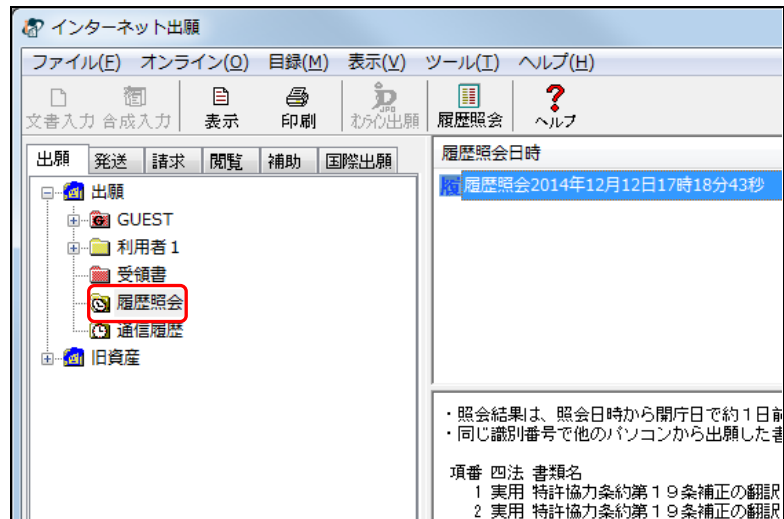 インターネット出願
ファイル(F) オンライン(O) 目録(M) 表示(V) ツール(T) ヘルプ(H)
文書入力 合成入力 表示 印刷 オンライン出願 履歴照会 ヘルプ
出願 発送 請求 閲覧 補助 国際出願
出願
GUEST
利用者1
受領書
履歴照会
通信履歴
旧資産
履歴照会日時
履 履歴照会2014年12月12日17時18分43秒
・照会結果は、照会日時から開庁日で約1日前
・同じ識別番号で他のパソコンから出願した書
項番 四法 書類名
1 実用 特許協力条約第19条補正の翻訳
2 実用 特許協力条約第19条補正の翻訳